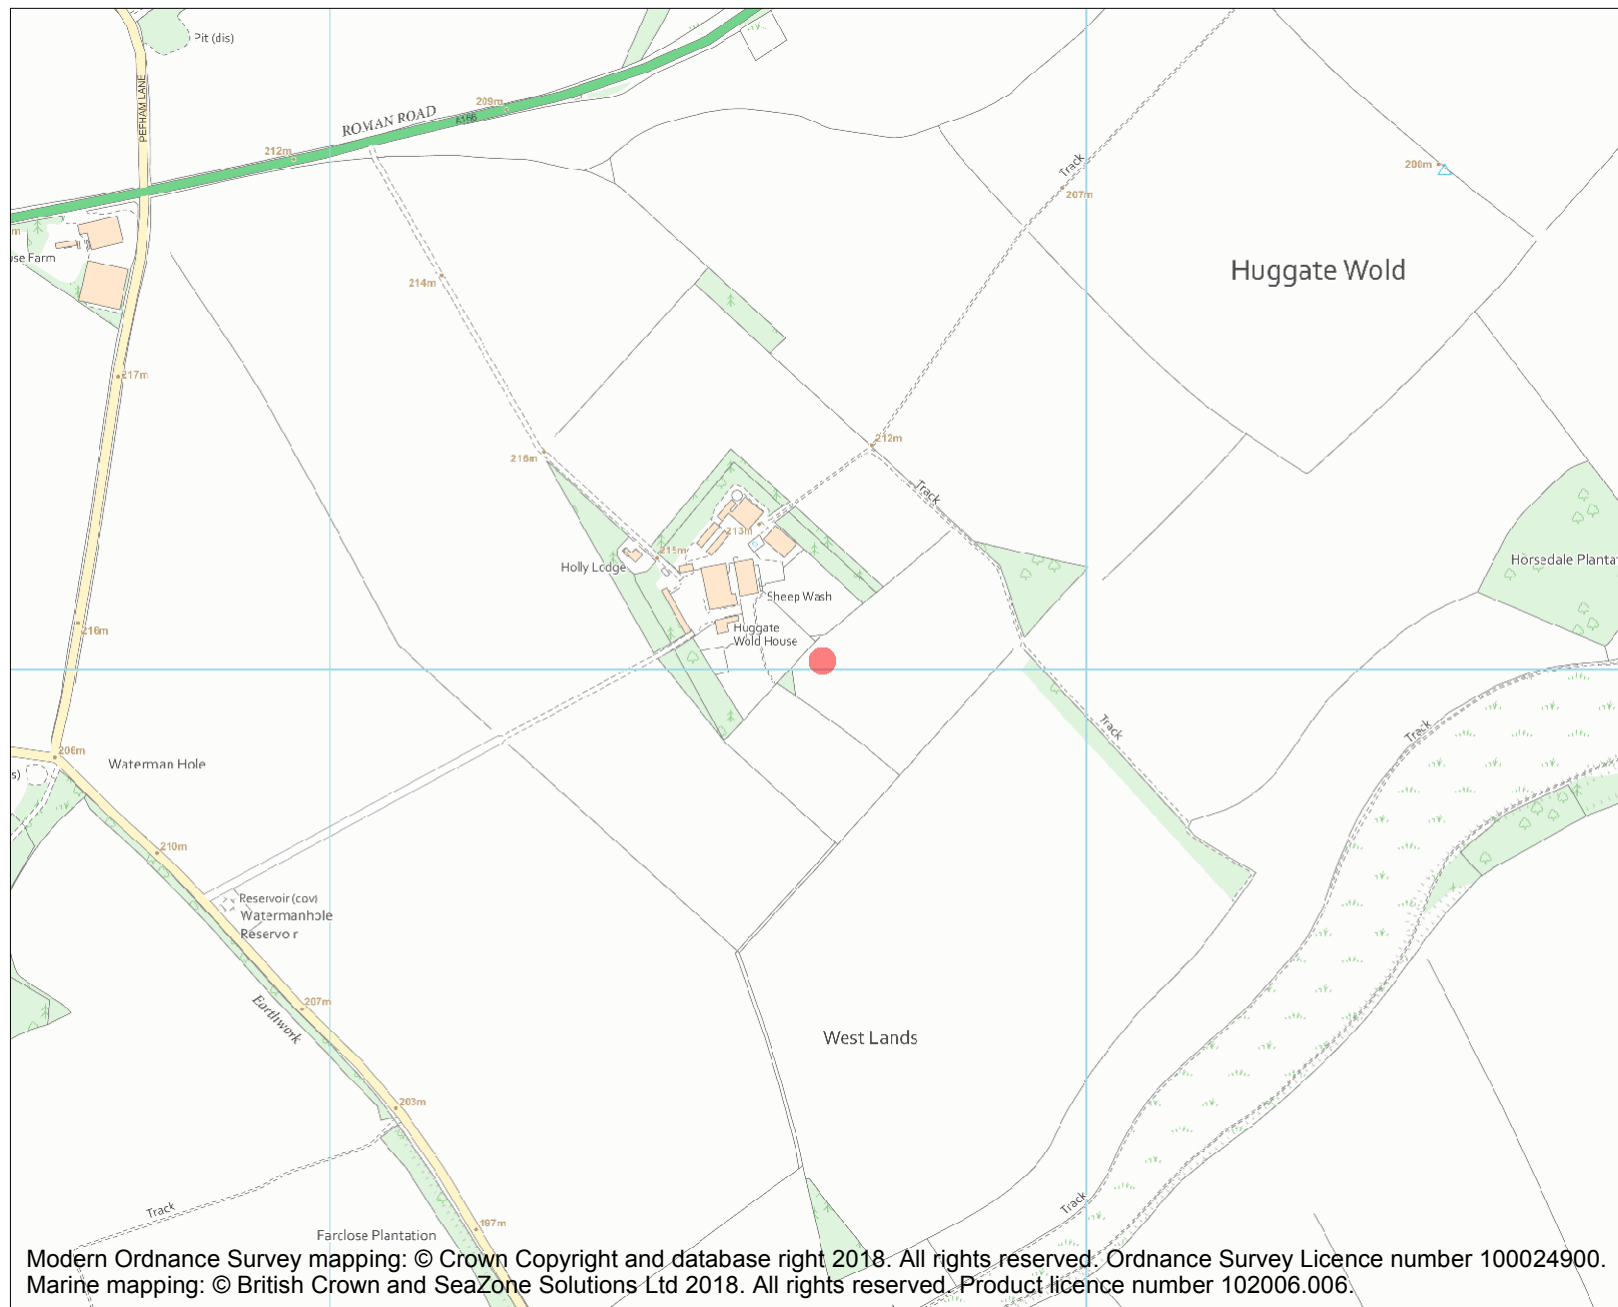 Pit (dis)
PEFHAM LANE
209m
ROMAN ROAD
A166
212m
Track
200m
207m
m
use Farm
Huggate Wold
214m
217m
212m
216m
Track
213m
215m
Holly Lodge
Horsedale Planta
Sheep Wash
216m
Huggate
Wold House
Track
Track
206m
Waterman Hole
s)
210m
Reservoir (cov)
Watermanhole
Reservo r
207m
Earthwork
West Lands
203m
Track
Track
197m
Farclose Plantation
Modern Ordnance Survey mapping: © Crown Copyright and database right 2018. All rights reserved. Ordnance Survey Licence number 100024900.
Marine mapping: © British Crown and SeaZone Solutions Ltd 2018. All rights reserved. Product licence number 102006.006.